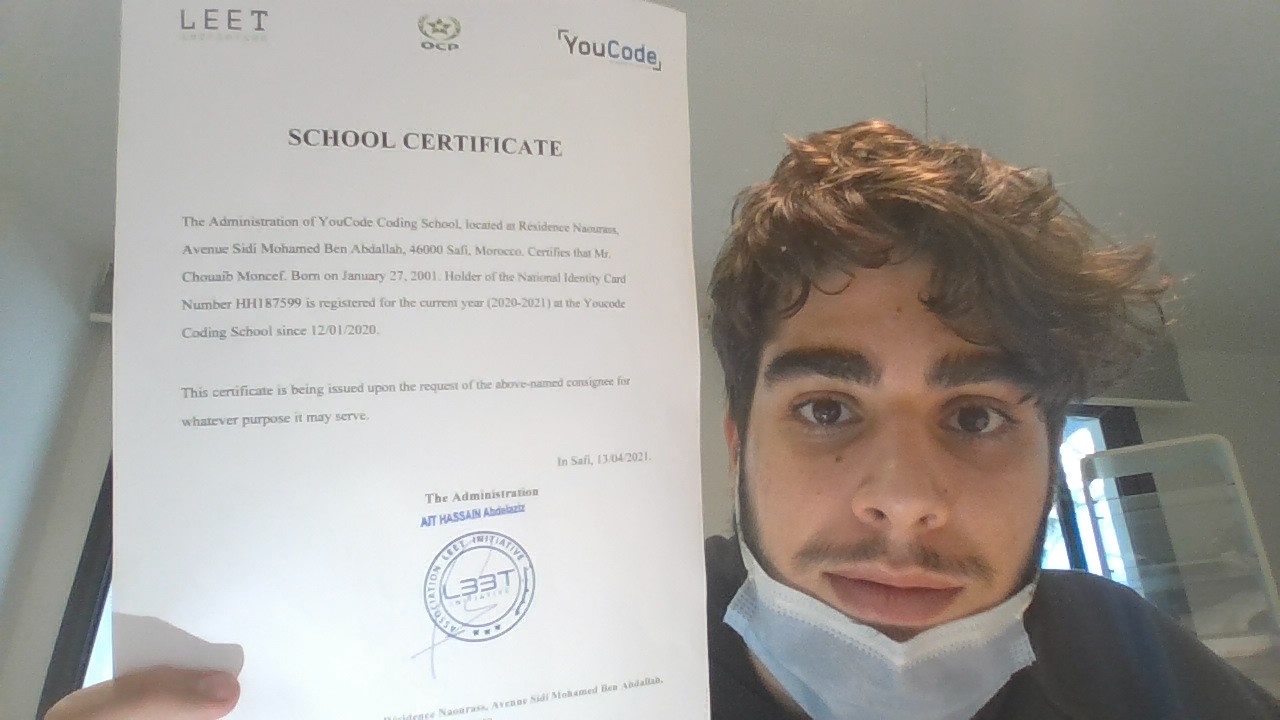 LEET
OCP
YouCode
SCHOOL CERTIFICATE
The Administration of YouCode Coding School, located at Résidence Naourass,
Avenue Sidi Mohamed Ben Abdallah, 46000 Safi, Morocco. Certifies that Mr.
Chouaib Moncef. Born on January 27, 2001. Holder of the National Identity Card
Number HH187599 is registered for the current year (2020-2021) at the Youcode
Coding School since 12/01/2020.
This certificate is being issued upon the request of the above-named consignee for
whatever purpose it may serve.
In Safi, 13/04/2021.
The Administration
AIT HASSAIN Abdelaziz
ASSOCIATION LEET INITIATIVE
L33T
INITIATIVE
Résidence Naourass, Avenue Sidi Mohamed Ben Abdallah,